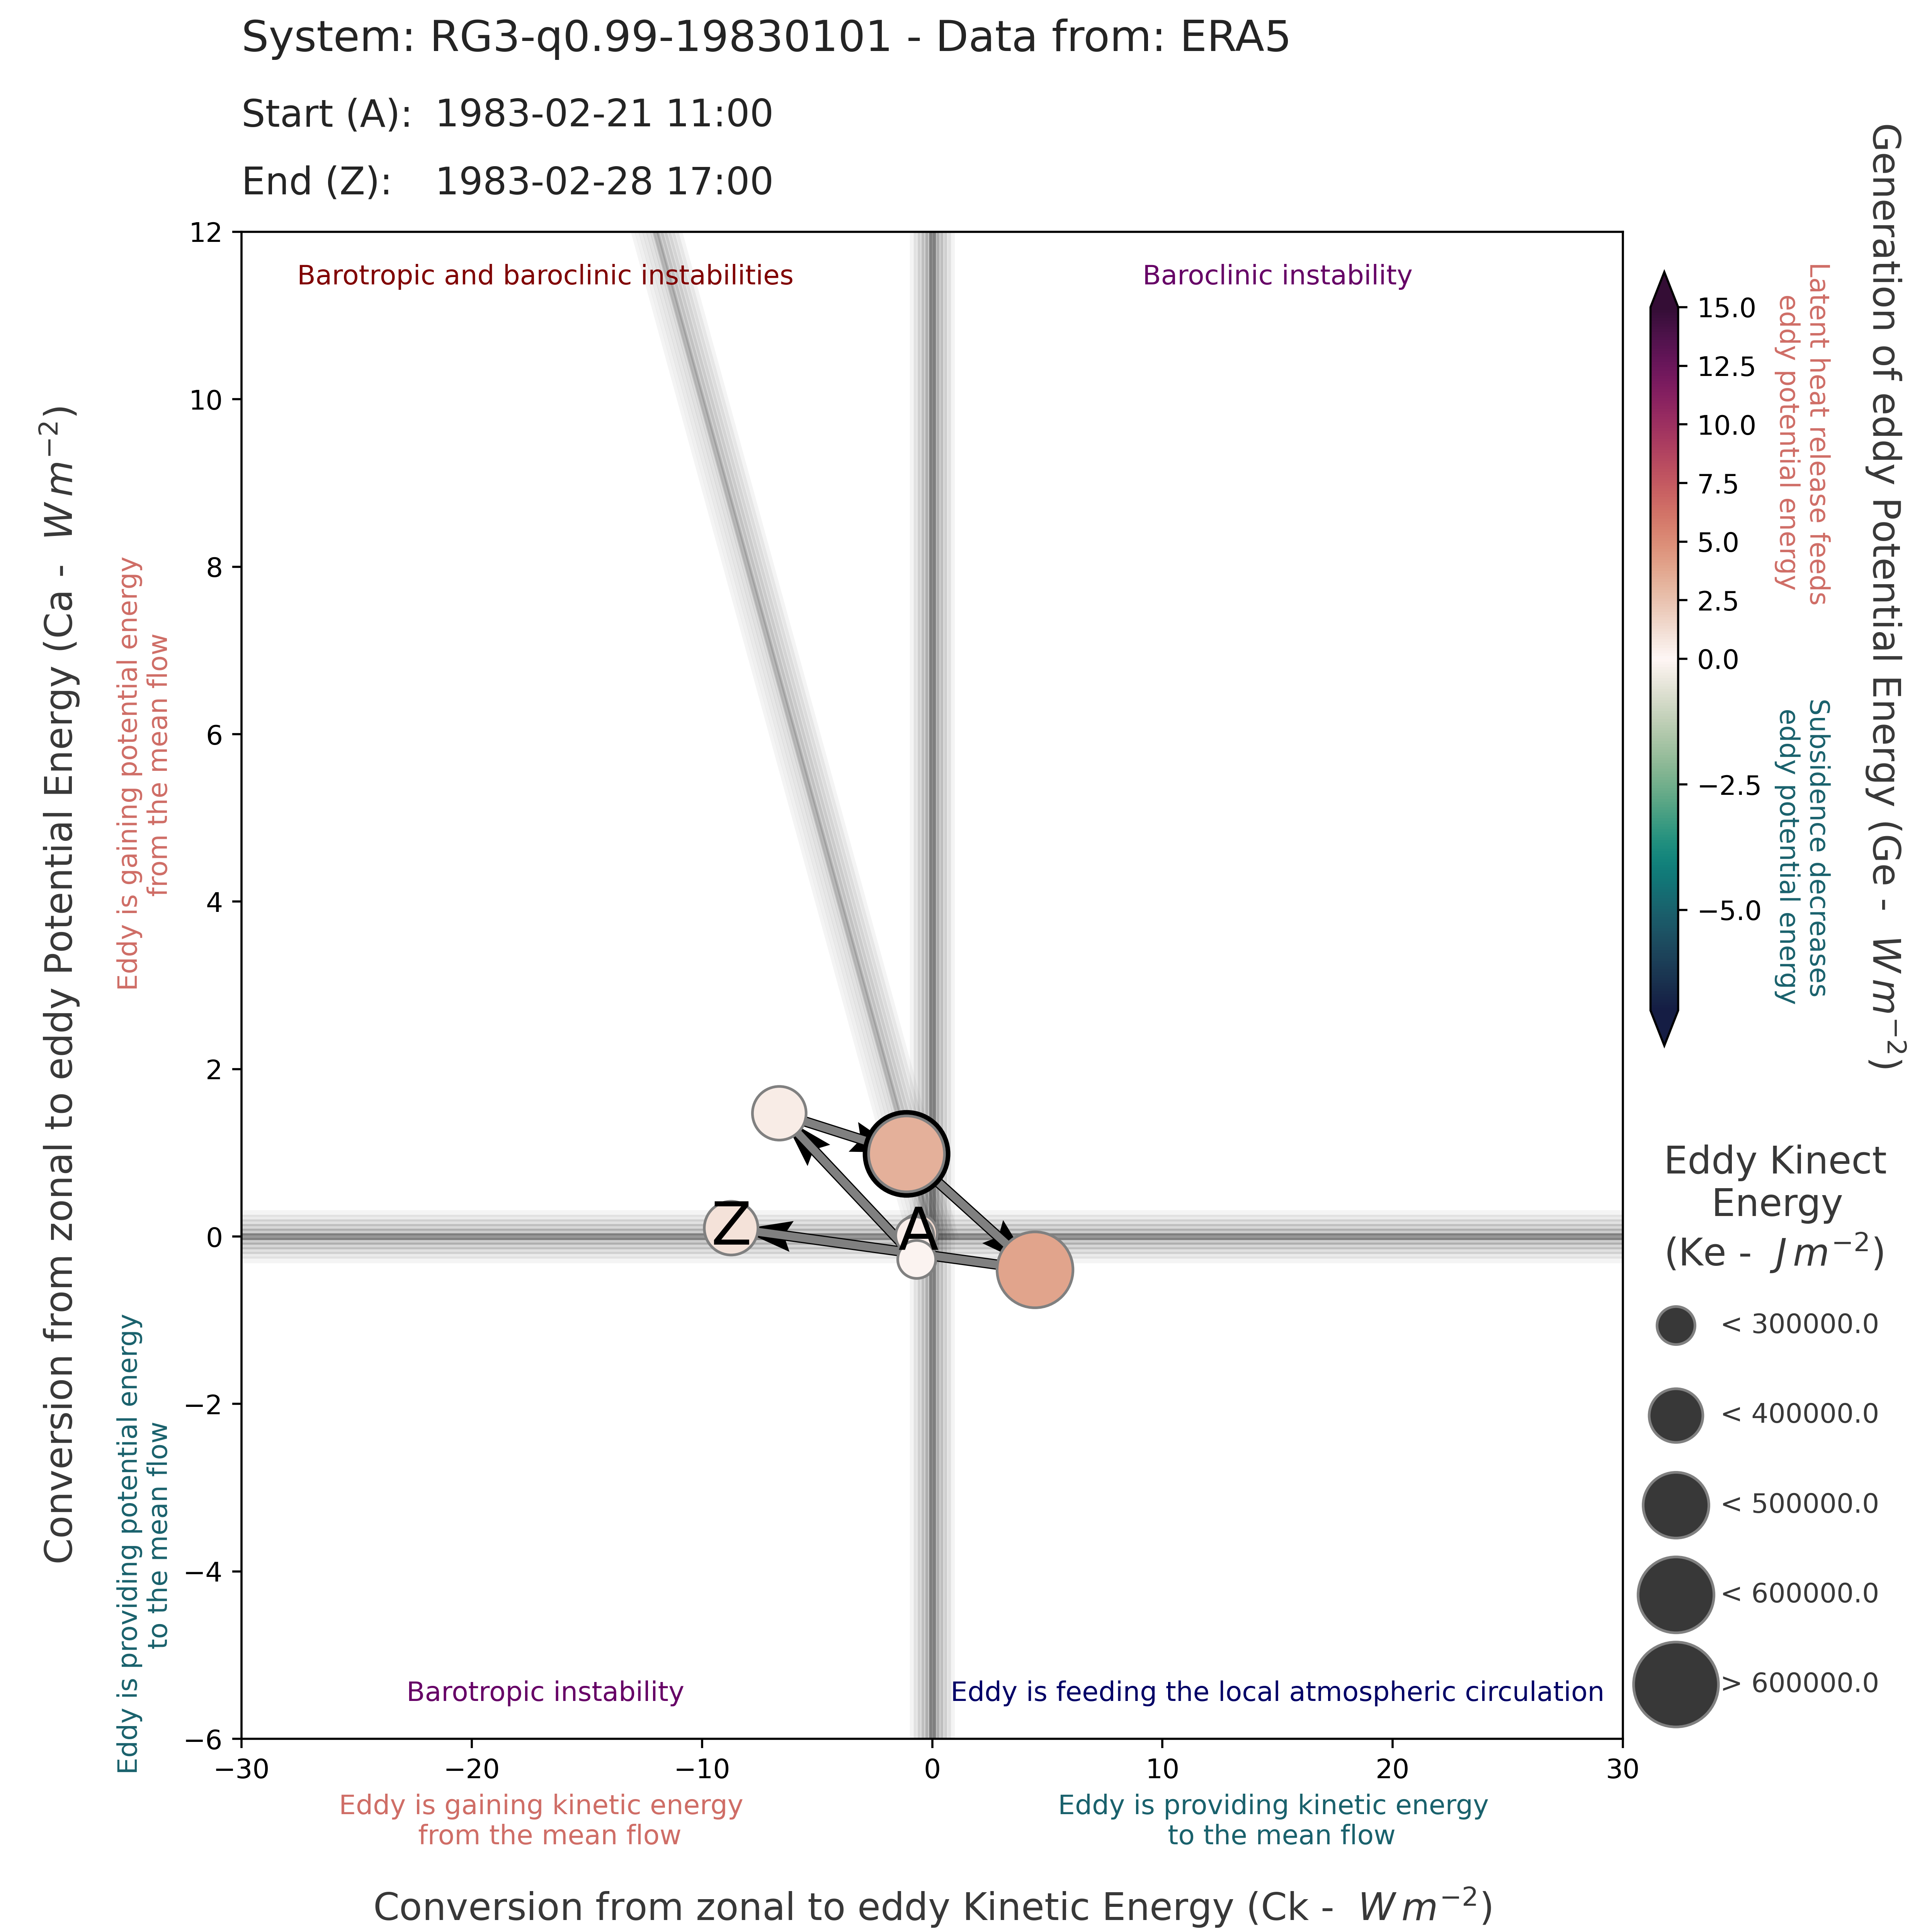 System: RG3-q0.99-19830101 - Data from: ERA5
Start (A): 1983-02-21 11:00
End (Z): 1983-02-28 17:00
Conversion from zonal to eddy Potential Energy (Ca - W m⁻²)
Eddy is gaining potential energy
from the mean flow
Eddy is providing potential energy
to the mean flow
12
10
8
6
4
2
0
−2
−4
−6
Barotropic and baroclinic instabilities
Baroclinic instability
Z
A
Barotropic instability
Eddy is feeding the local atmospheric circulation
−30
−20
−10
0
10
20
30
Eddy is gaining kinetic energy
from the mean flow
Eddy is providing kinetic energy
to the mean flow
Conversion from zonal to eddy Kinetic Energy (Ck - W m⁻²)
15.0
12.5
10.0
7.5
5.0
2.5
0.0
−2.5
−5.0
Latent heat release feeds
eddy potential energy
Subsidence decreases
eddy potential energy
Generation of eddy Potential Energy (Ge - W m⁻²)
Eddy Kinect
Energy
(Ke - J m⁻²)
< 300000.0
< 400000.0
< 500000.0
< 600000.0
> 600000.0